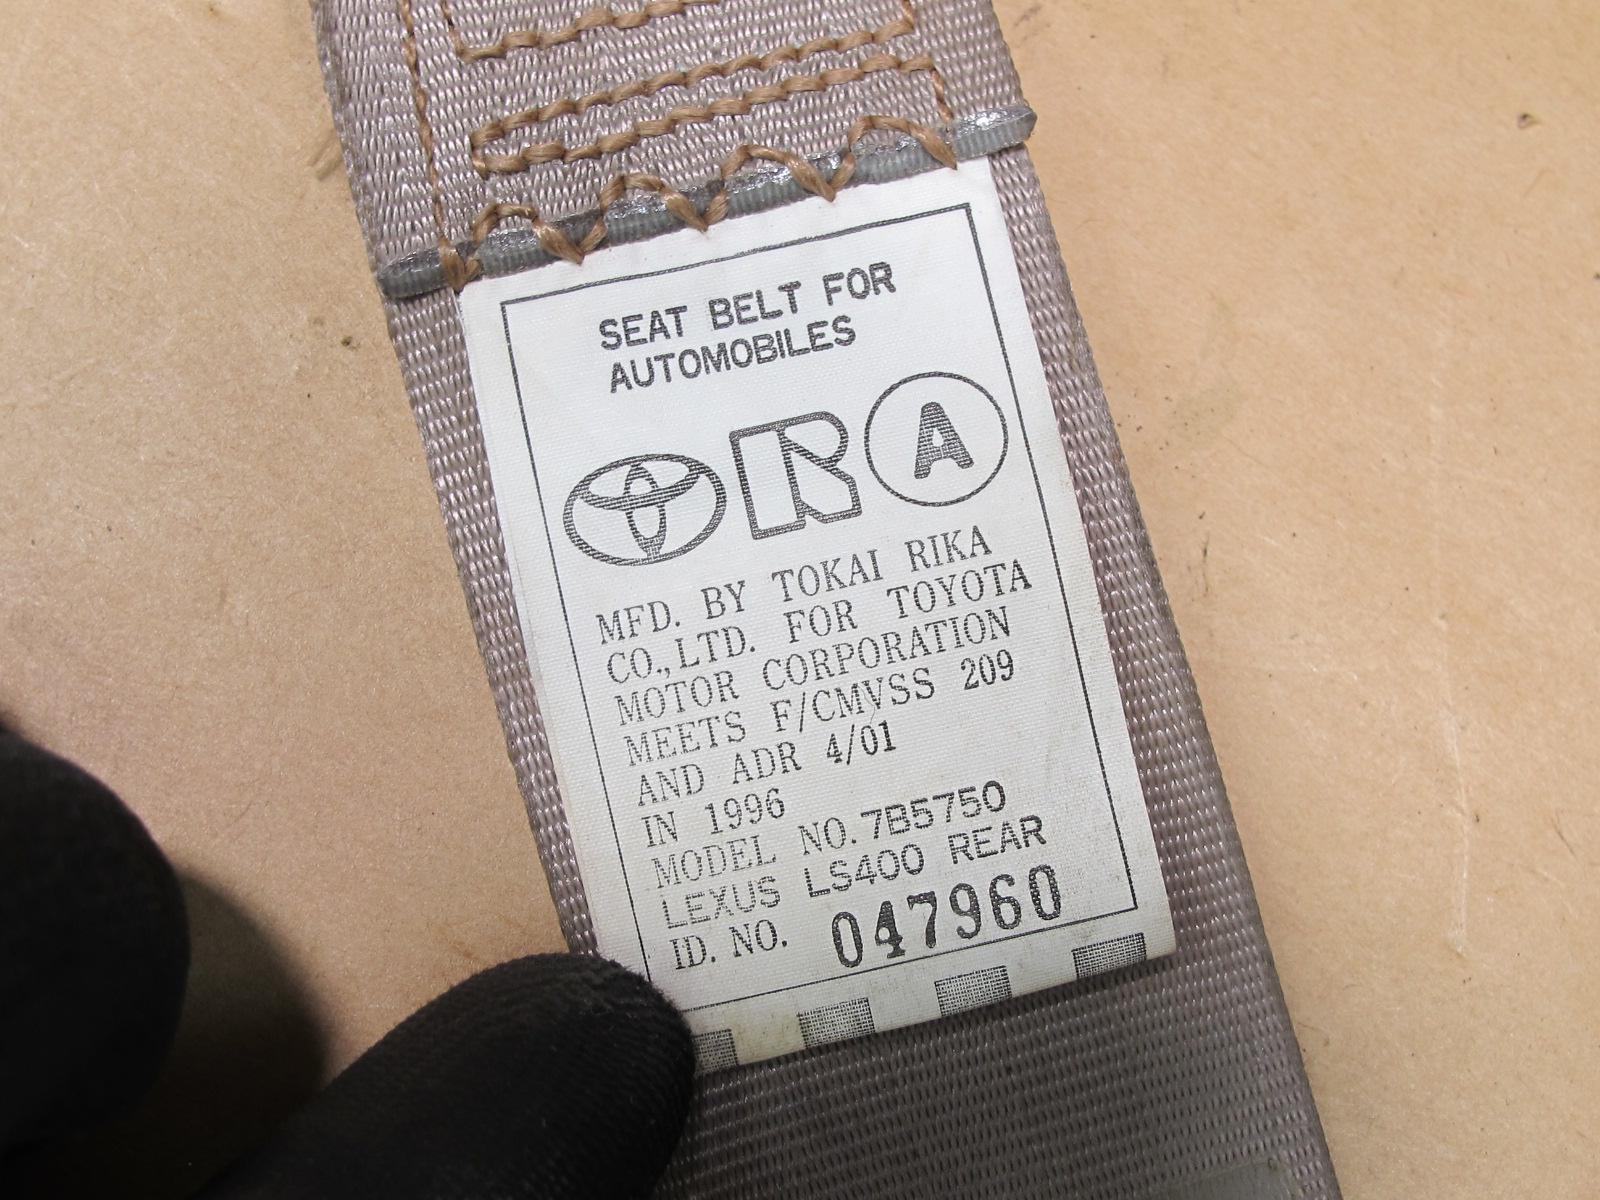 SEAT BELT FOR
AUTOMOBILES
R A
MFD. BY TOKAI RIKA
CO., LTD. FOR TOYOTA
MOTOR CORPORATION
MEETS F/CMVSS 209
AND ADR 4/01
IN 1996
MODEL NO. 7B5750
LEXUS LS400 REAR
ID. NO. 047960